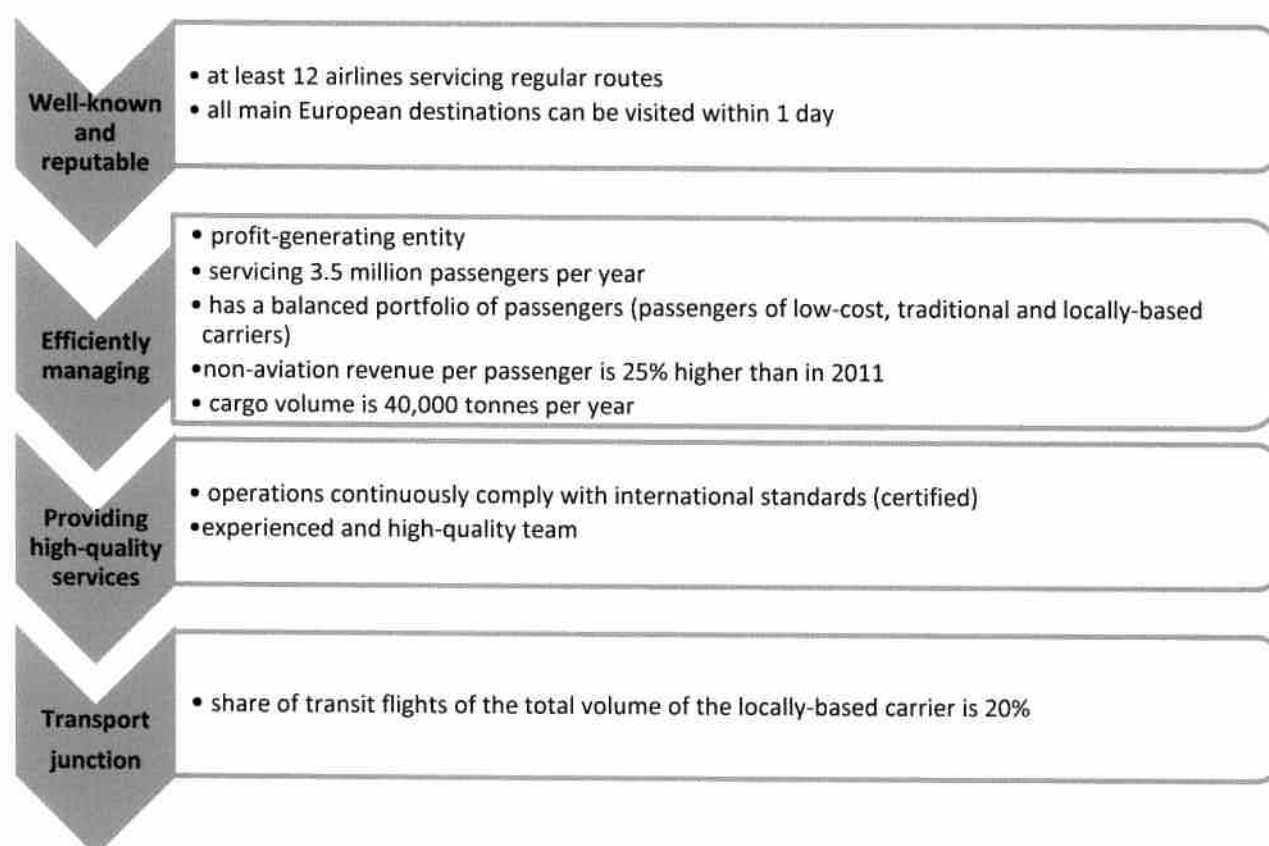 Well-known
and
reputable
• at least 12 airlines servicing regular routes
• all main European destinations can be visited within 1 day
Efficiently
managing
• profit-generating entity
• servicing 3.5 million passengers per year
• has a balanced portfolio of passengers (passengers of low-cost, traditional and locally-based
carriers)
•non-aviation revenue per passenger is 25% higher than in 2011
• cargo volume is 40,000 tonnes per year
Providing
high-quality
services
• operations continuously comply with international standards (certified)
•experienced and high-quality team
Transport
junction
• share of transit flights of the total volume of the locally-based carrier is 20%